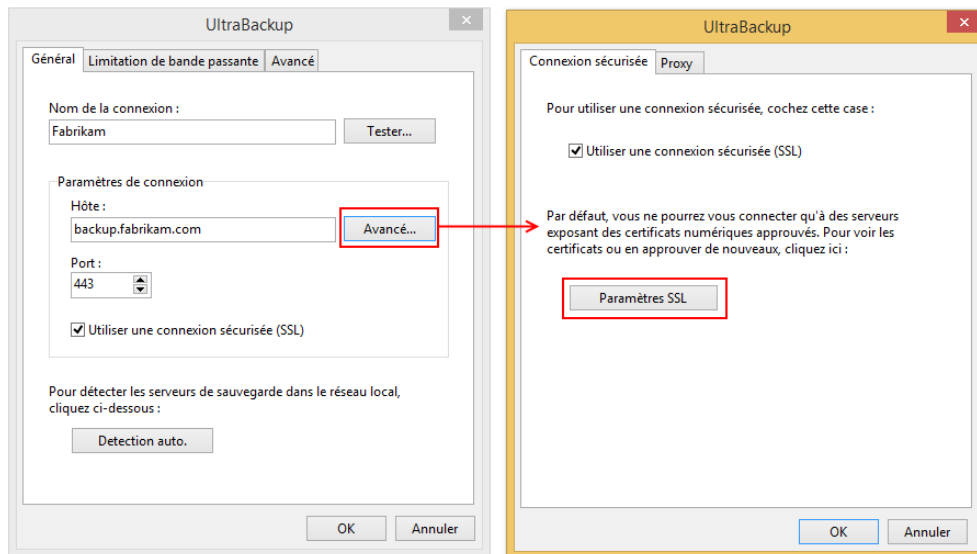 UltraBackup
Général
Limitation de bande passante
Avancé
Nom de la connexion :
Fabrikam
Tester...
Paramètres de connexion
Hôte :
backup.fabrikam.com
Avancé...
Port :
443
Utiliser une connexion sécurisée (SSL)
Pour détecter les serveurs de sauvegarde dans le réseau local,
cliquez ci-dessous :
Detection auto.
OK
Annuler
UltraBackup
Connexion sécurisée
Proxy
Pour utiliser une connexion sécurisée, cochez cette case :
Utiliser une connexion sécurisée (SSL)
Par défaut, vous ne pourrez vous connecter qu'à des serveurs
exposant des certificats numériques approuvés. Pour voir les
certificats ou en approuver de nouveaux, cliquez ici :
Paramètres SSL
OK
Annuler